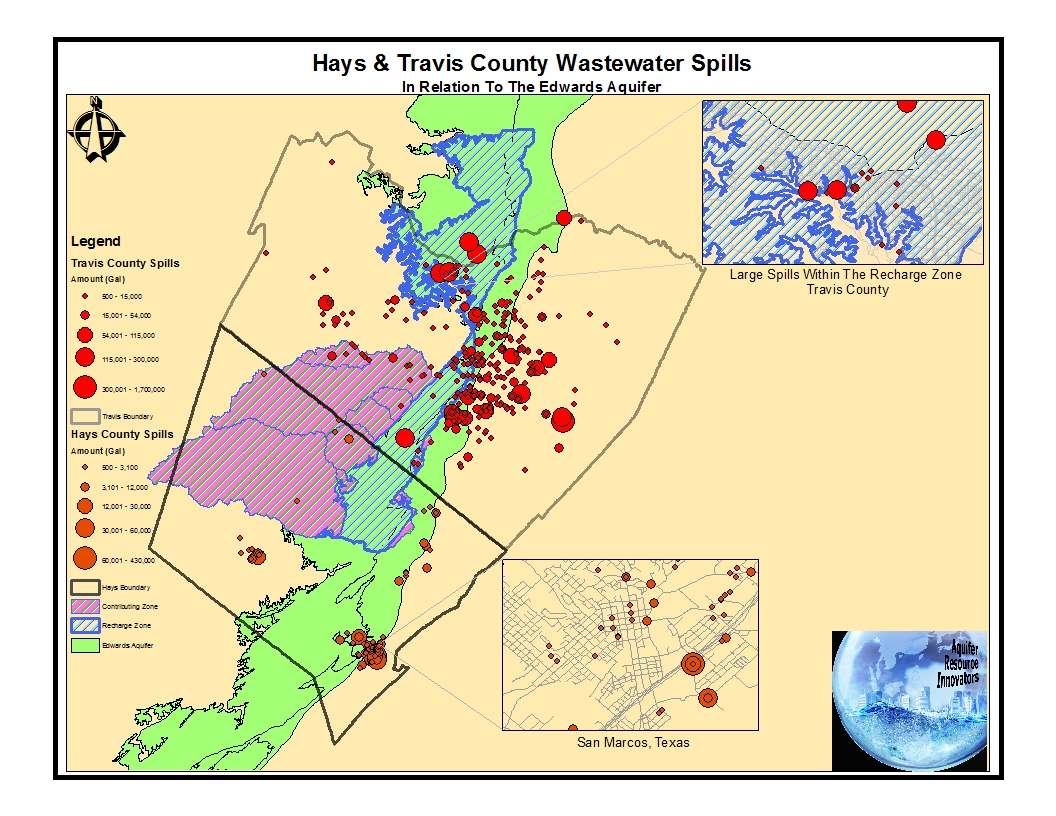 Hays & Travis County Wastewater Spills
In Relation To The Edwards Aquifer
N
Legend
Travis County Spills
Amount (Gal)
500 - 15,000
15,001 - 54,000
54,001 - 115,000
115,001 - 300,000
300,001 - 1,700,000
Travis Boundary
Hays County Spills
Amount (Gal)
500 - 3,100
3,101 - 12,000
12,001 - 30,000
30,001 - 60,000
60,001 - 430,000
Hays Boundary
Contributing Zone
Recharge Zone
Edwards Aquifer
Large Spills Within The Recharge Zone
Travis County
San Marcos, Texas
Aquifer
Resource
Innovators